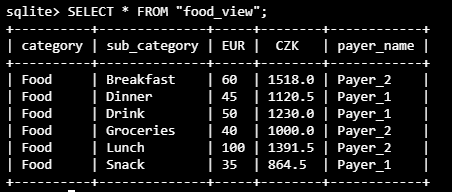 sqlite> SELECT * FROM "food_view";
+----------+--------------+-----+--------+------------+
| category | sub_category | EUR |  CZK   | payer_name |
+----------+--------------+-----+--------+------------+
| Food     | Breakfast    | 60  | 1518.0 | Payer_2    |
| Food     | Dinner       | 45  | 1120.5 | Payer_1    |
| Food     | Drink        | 50  | 1230.0 | Payer_1    |
| Food     | Groceries    | 40  | 1000.0 | Payer_2    |
| Food     | Lunch        | 100 | 1391.5 | Payer_2    |
| Food     | Snack        | 35  | 864.5  | Payer_1    |
+----------+--------------+-----+--------+------------+